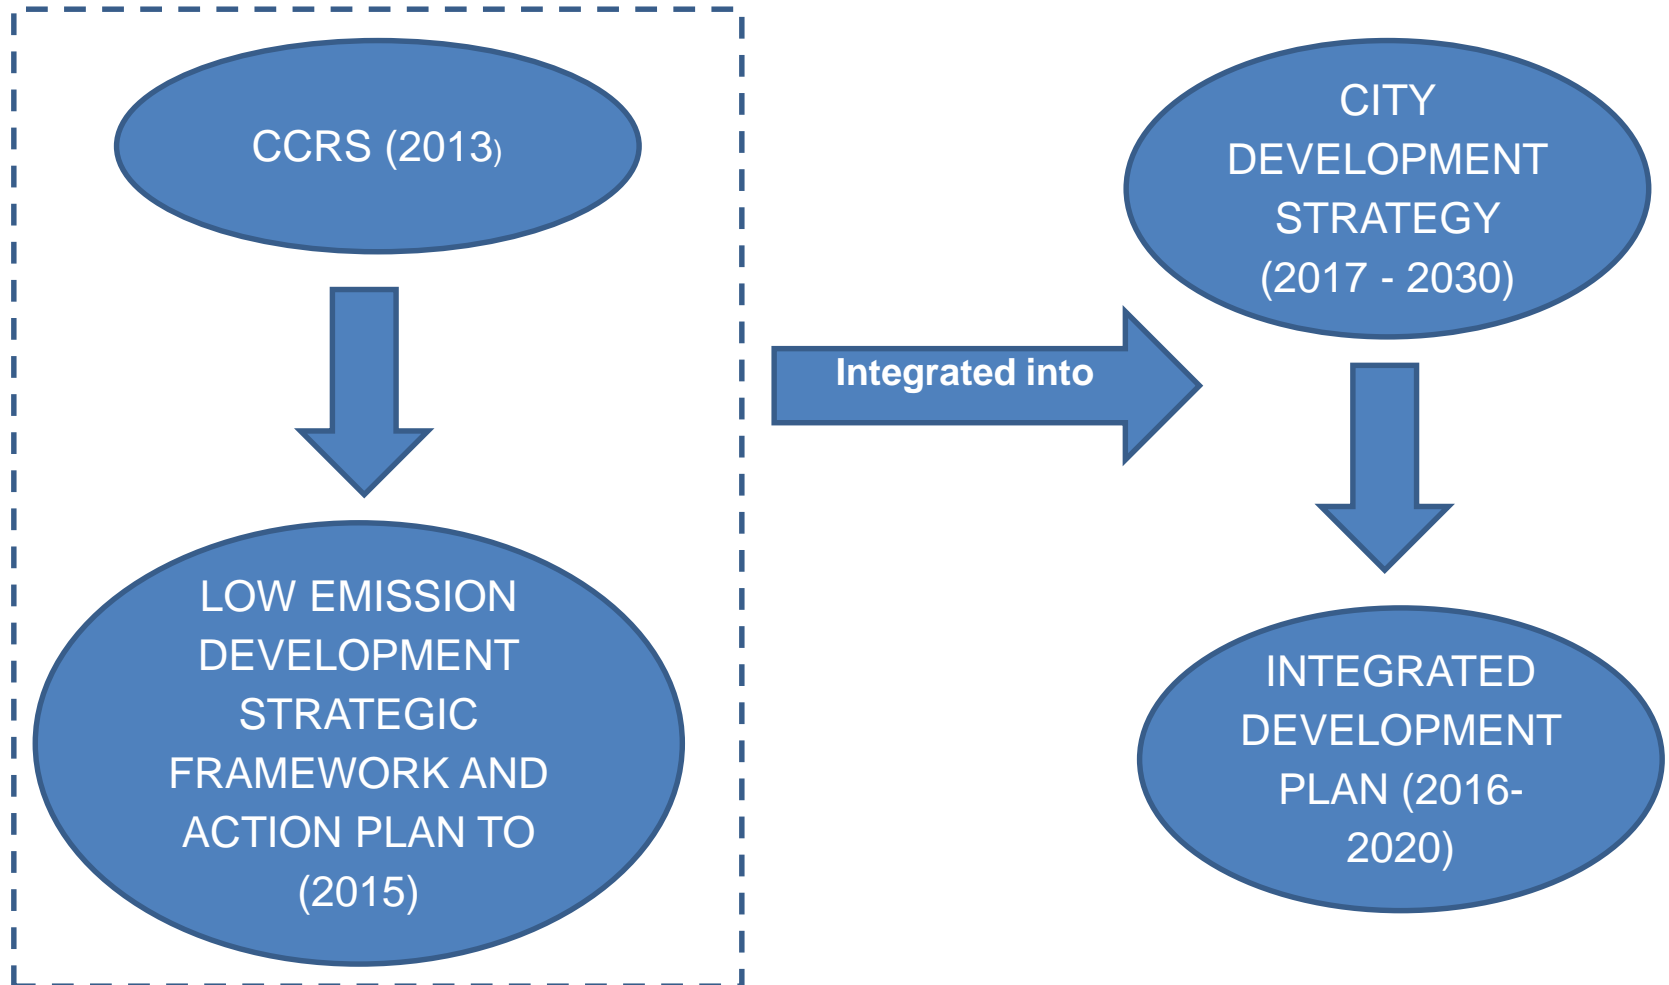 CCRS (2013)
LOW EMISSION
DEVELOPMENT
STRATEGIC
FRAMEWORK AND
ACTION PLAN TO
(2015)
Integrated into
CITY
DEVELOPMENT
STRATEGY
(2017 - 2030)
INTEGRATED
DEVELOPMENT
PLAN (2016-
2020)